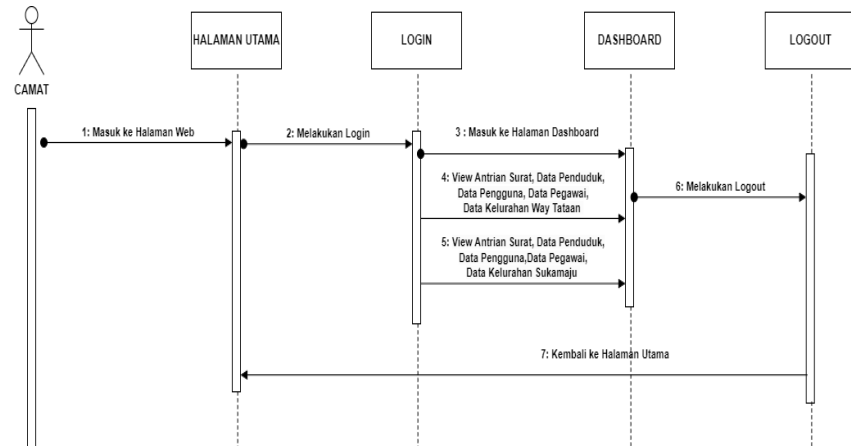 HALAMAN UTAMA
LOGIN
DASHBOARD
LOGOUT
CAMAT
1: Masuk ke Halaman Web
2: Melakukan Login
3 : Masuk ke Halaman Dashboard
4: View Antrian Surat, Data Penduduk,
Data Pengguna, Data Pegawai,
Data Kelurahan Way Tataan
6: Melakukan Logout
5: View Antrian Surat, Data Penduduk,
Data Pengguna,Data Pegawai,
Data Kelurahan Sukamaju
7: Kembali ke Halaman Utama